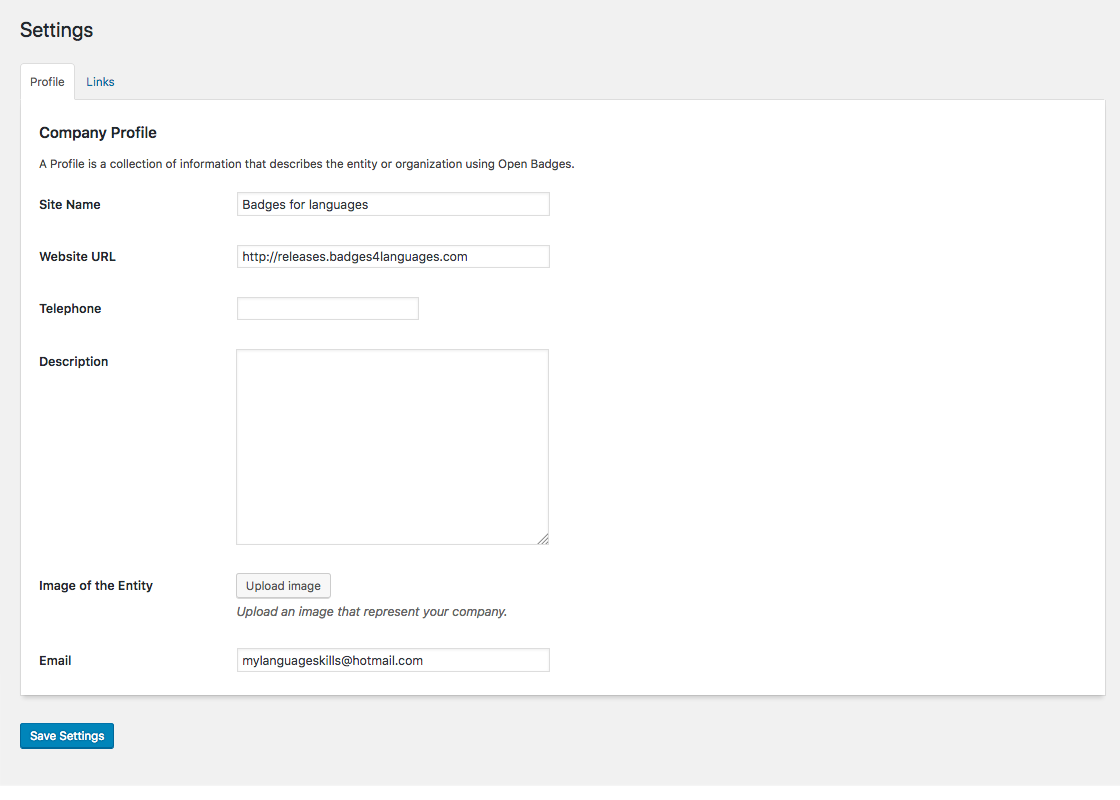 Settings
Profile
Links
Company Profile
A Profile is a collection of information that describes the entity or organization using Open Badges.
Site Name
Badges for languages
Website URL
http://releases.badges4languages.com
Telephone
Description
Image of the Entity
Upload image
Upload an image that represent your company.
Email
mylanguageskills@hotmail.com
Save Settings